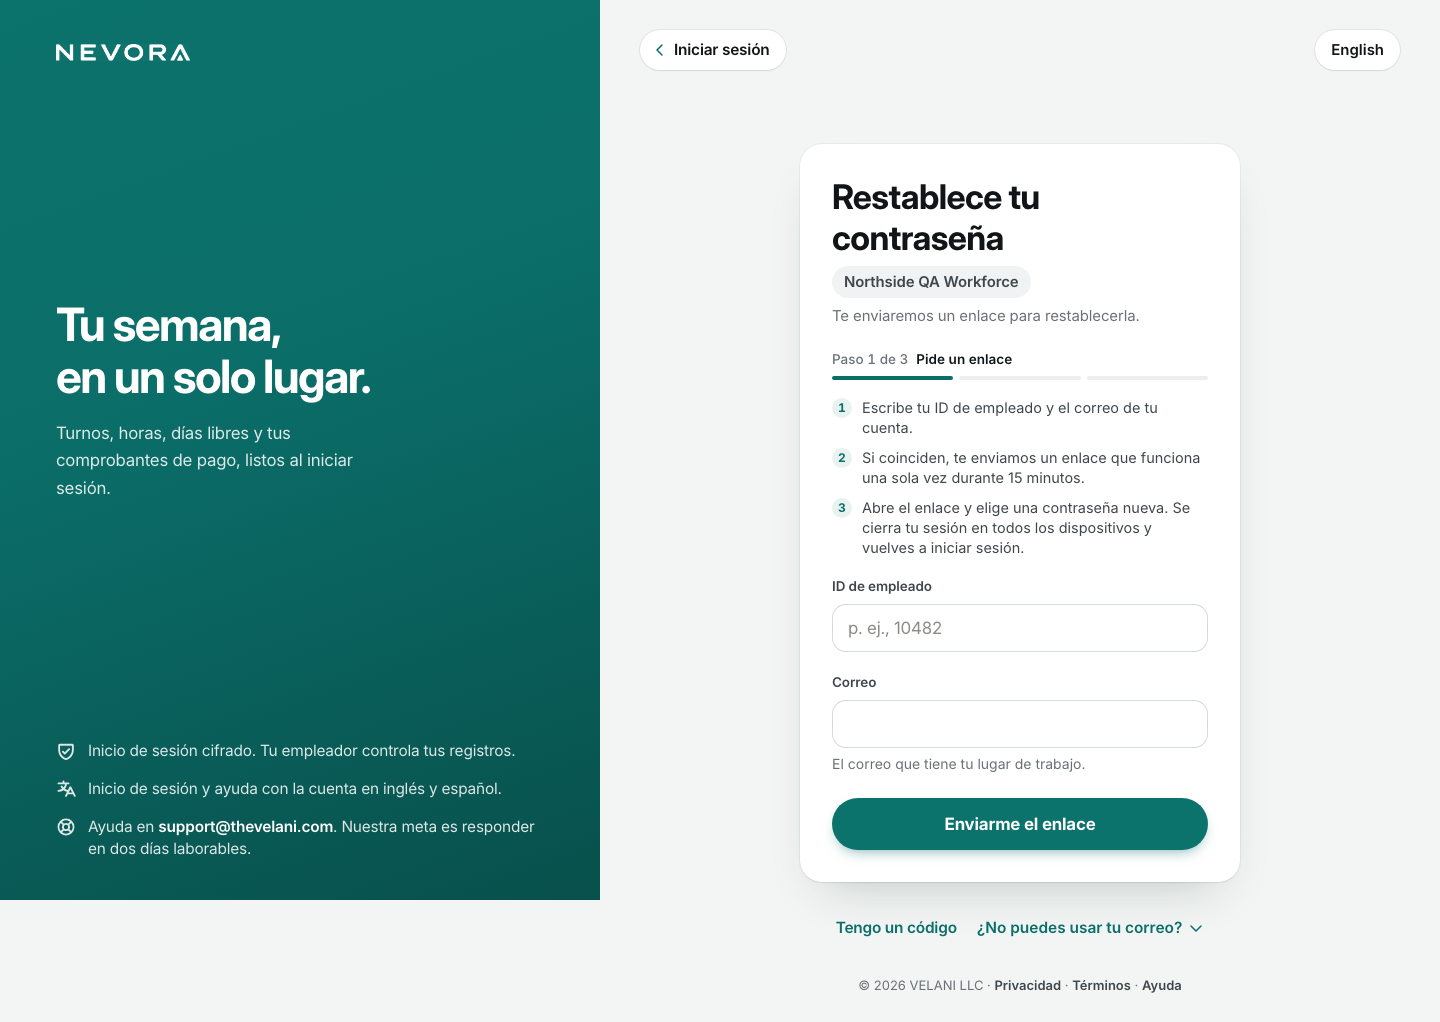 NEVORA
Tu semana,
en un solo lugar.
Turnos, horas, días libres y tus
comprobantes de pago, listos al iniciar
sesión.
Inicio de sesión cifrado. Tu empleador controla tus registros.
Inicio de sesión y ayuda con la cuenta en inglés y español.
Ayuda en support@thevelani.com. Nuestra meta es responder
en dos días laborables.
Iniciar sesión
English
Restablece tu
contraseña
Northside QA Workforce
Te enviaremos un enlace para restablecerla.
Paso 1 de 3 Pide un enlace
1 Escribe tu ID de empleado y el correo de tu
cuenta.
2 Si coinciden, te enviamos un enlace que funciona
una sola vez durante 15 minutos.
3 Abre el enlace y elige una contraseña nueva. Se
cierra tu sesión en todos los dispositivos y
vuelves a iniciar sesión.
ID de empleado
p. ej., 10482
Correo
El correo que tiene tu lugar de trabajo.
Enviarme el enlace
Tengo un código ¿No puedes usar tu correo?
© 2026 VELANI LLC · Privacidad · Términos · Ayuda